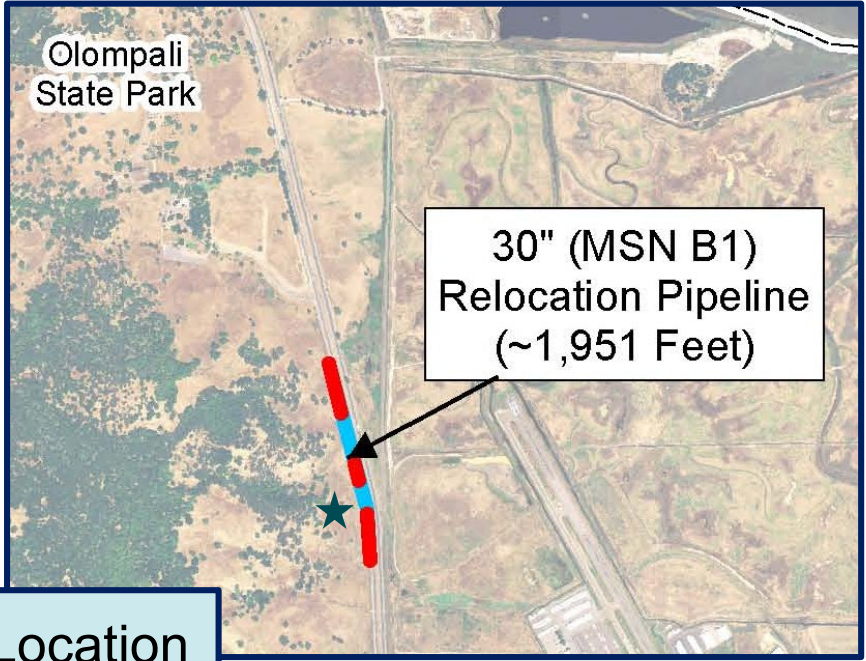 Olompali
State Park
30" (MSN B1)
Relocation Pipeline
(~1,951 Feet)
Location